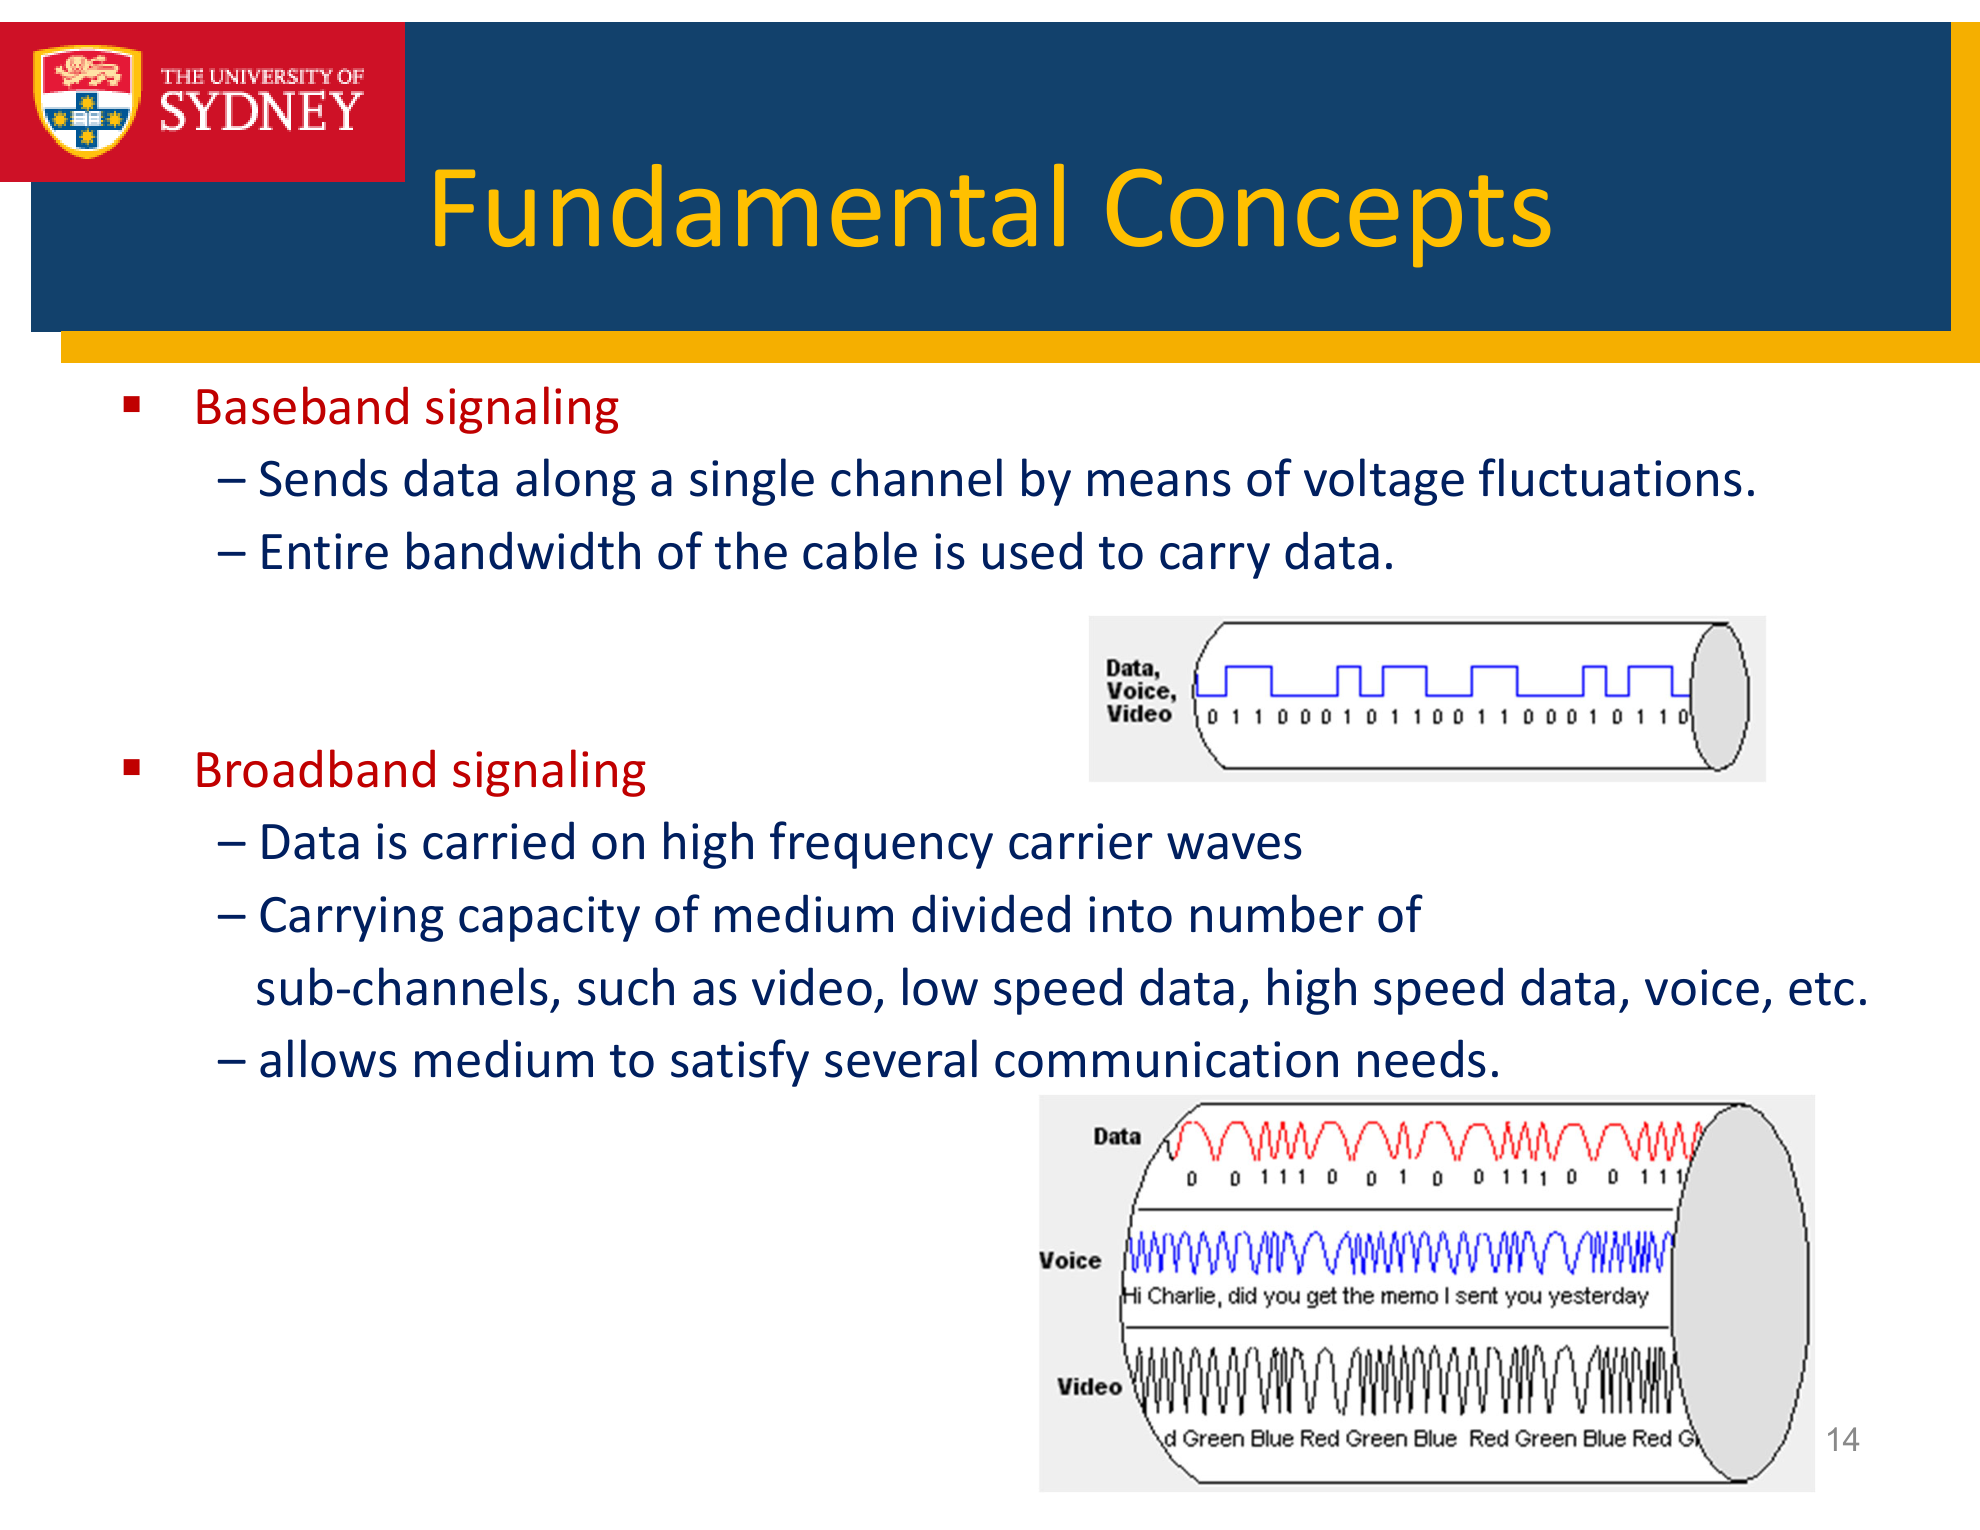 THE UNIVERSITY OF
SYDNEY
Fundamental Concepts
▪ Baseband signaling
– Sends data along a single channel by means of voltage fluctuations.
– Entire bandwidth of the cable is used to carry data.
Data,
Voice,
Video
0 1 1 0 0 0 1 0 1 1 0 0 1 1 0 0 0 1 0 1 1 0
▪ Broadband signaling
– Data is carried on high frequency carrier waves
– Carrying capacity of medium divided into number of
sub-channels, such as video, low speed data, high speed data, voice, etc.
– allows medium to satisfy several communication needs.
Data
0 0 1 1 1 0 0 1 0 0 1 1 1 0 0 1 1 1
Voice
Hi Charlie, did you get the memo I sent you yesterday
Video
d Green Blue Red Green Blue Red Green Blue Red G
14